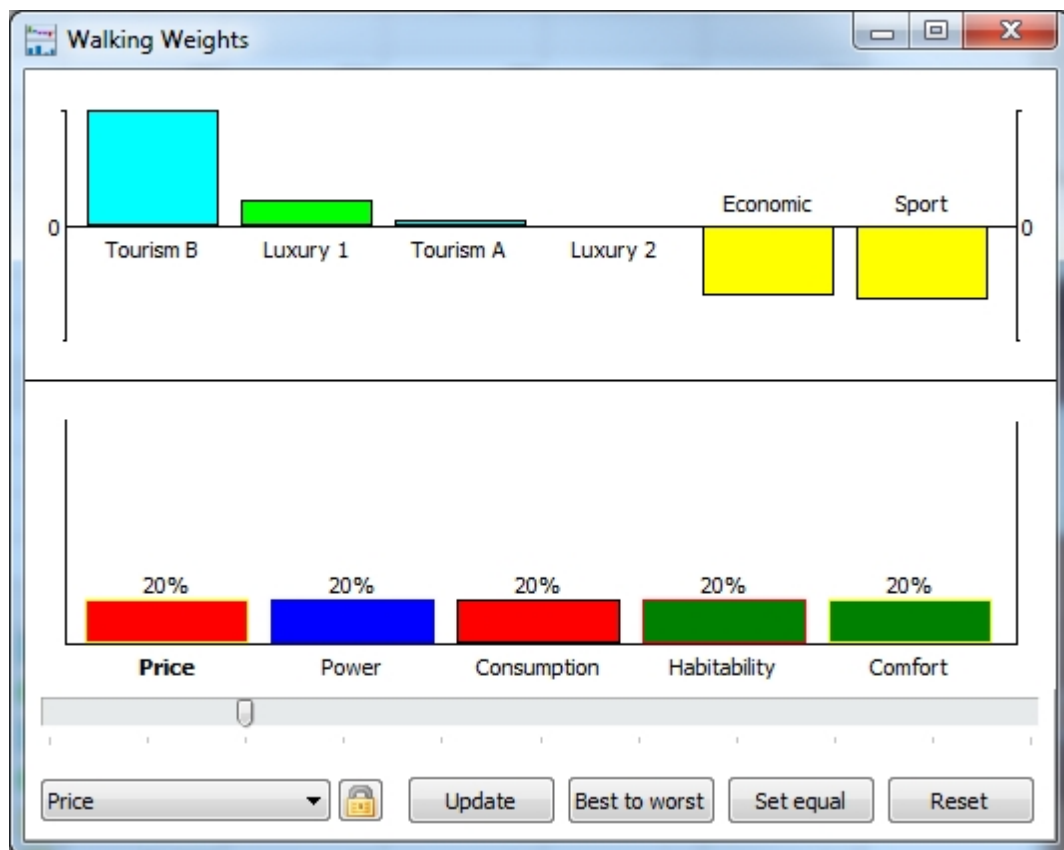 Walking Weights
Economic Sport
0 0
Tourism B Luxury 1 Tourism A Luxury 2
20% 20% 20% 20% 20%
Price Power Consumption Habitability Comfort
Price Update Best to worst Set equal Reset